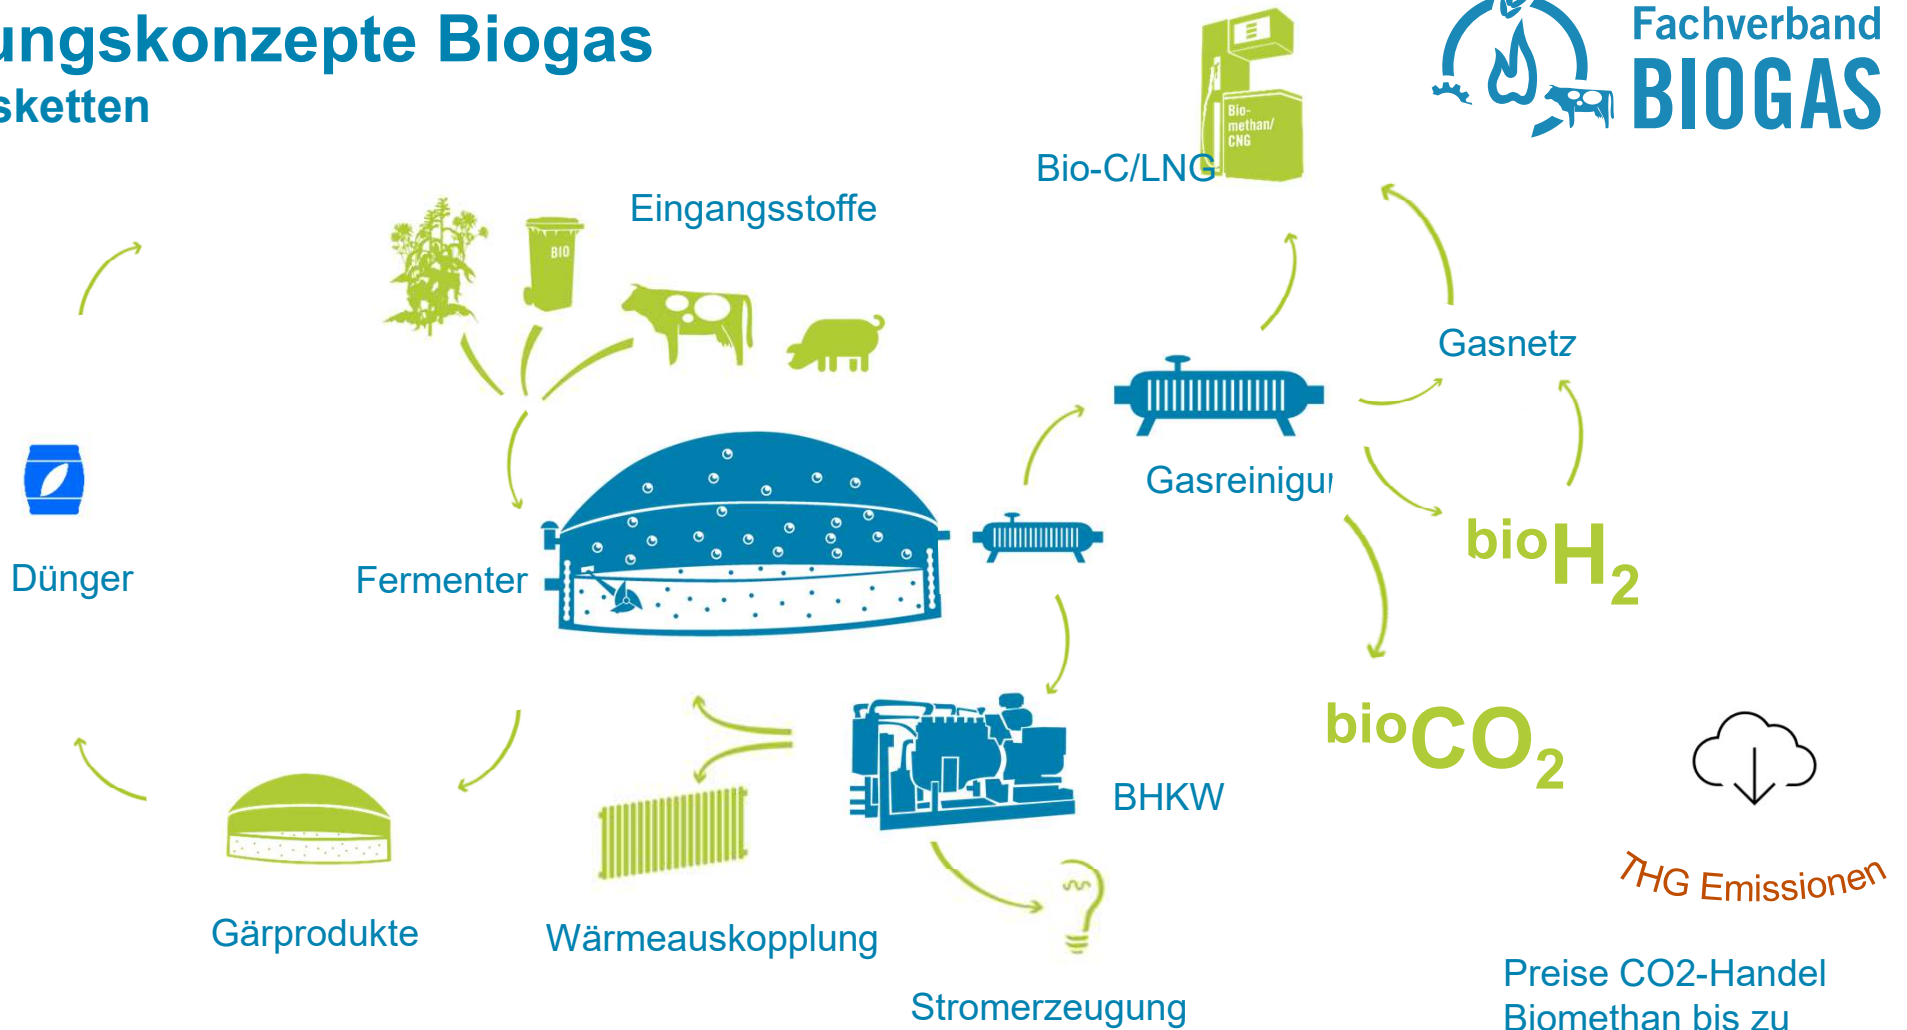 ungskonzepte Biogas
sketten
Fachverband
BIOGAS
Bio-
methan/
CNG
Bio-C/LNG
Eingangsstoffe
BIO
Gasnetz
Gasreinigu
bioH2
Dünger
Fermenter
bioCO2
BHKW
THG Emissionen
Gärprodukte
Wärmeauskopplung
Stromerzeugung
Preise CO2-Handel
Biomethan bis zu